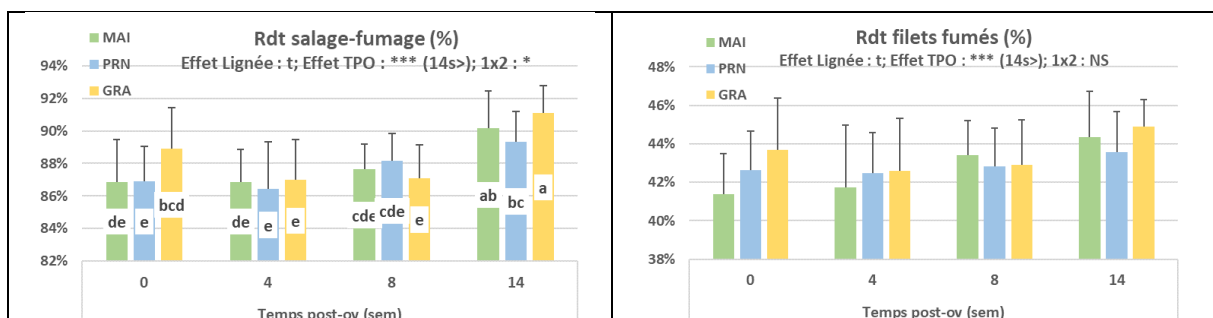 MAI
Rdt salage-fumage (%)
94%
Effet Lignée : t; Effet TPO : *** (14s>); 1x2 : *
PRN
92%
GRA
90%
88%
86%
84%
82%
de
e
bcd
de
e
e
cde
cde
e
ab
bc
a
0
4
8
14
Temps post-ov (sem)
MAI
Rdt filets fumés (%)
48%
Effet Lignée : t; Effet TPO : *** (14s>); 1x2 : NS
PRN
46%
GRA
44%
42%
40%
38%
0
4
8
14
Temps post-ov (sem)